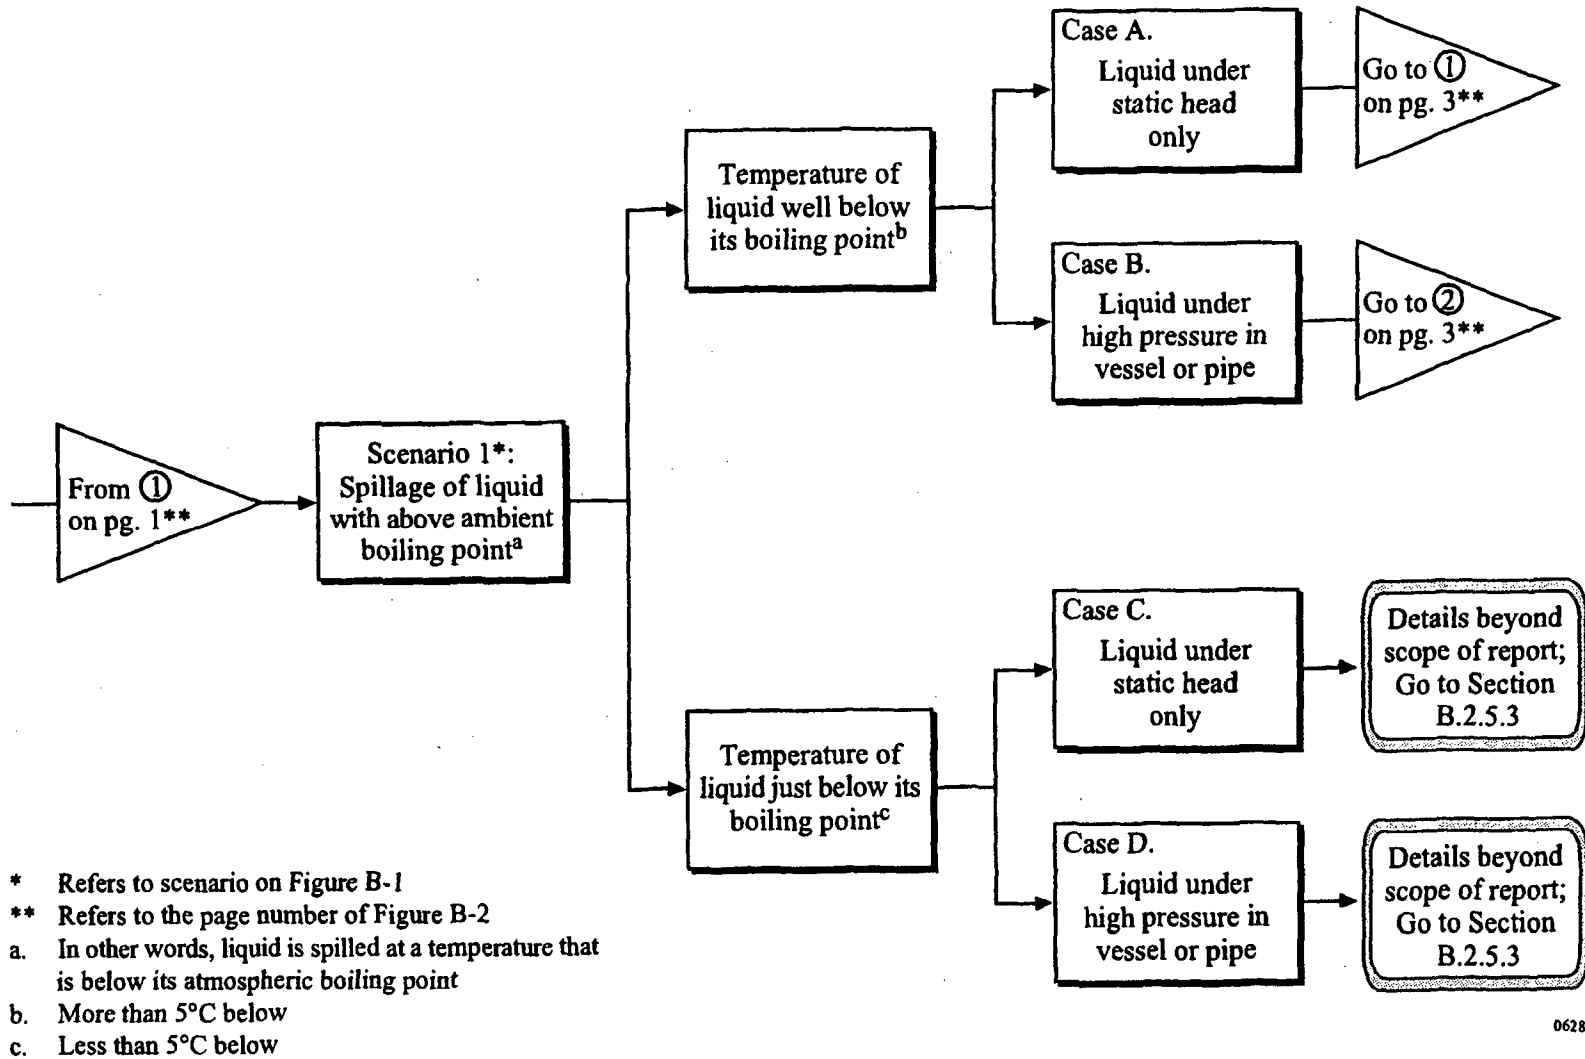 Case A.
Liquid under
static head
only
Go to ①
on pg. 3**
Temperature of
liquid well below
its boiling pointᵇ
Case B.
Liquid under
high pressure in
vessel or pipe
Go to ②
on pg. 3**
From ①
on pg. 1**
Scenario 1*:
Spillage of liquid
with above ambient
boiling pointᵃ
Case C.
Liquid under
static head
only
Details beyond
scope of report;
Go to Section
B.2.5.3
Temperature of
liquid just below its
boiling pointᶜ
Case D.
Liquid under
high pressure in
vessel or pipe
Details beyond
scope of report;
Go to Section
B.2.5.3
* Refers to scenario on Figure B-1
** Refers to the page number of Figure B-2
a. In other words, liquid is spilled at a temperature that
is below its atmospheric boiling point
b. More than 5°C below
c. Less than 5°C below
0628